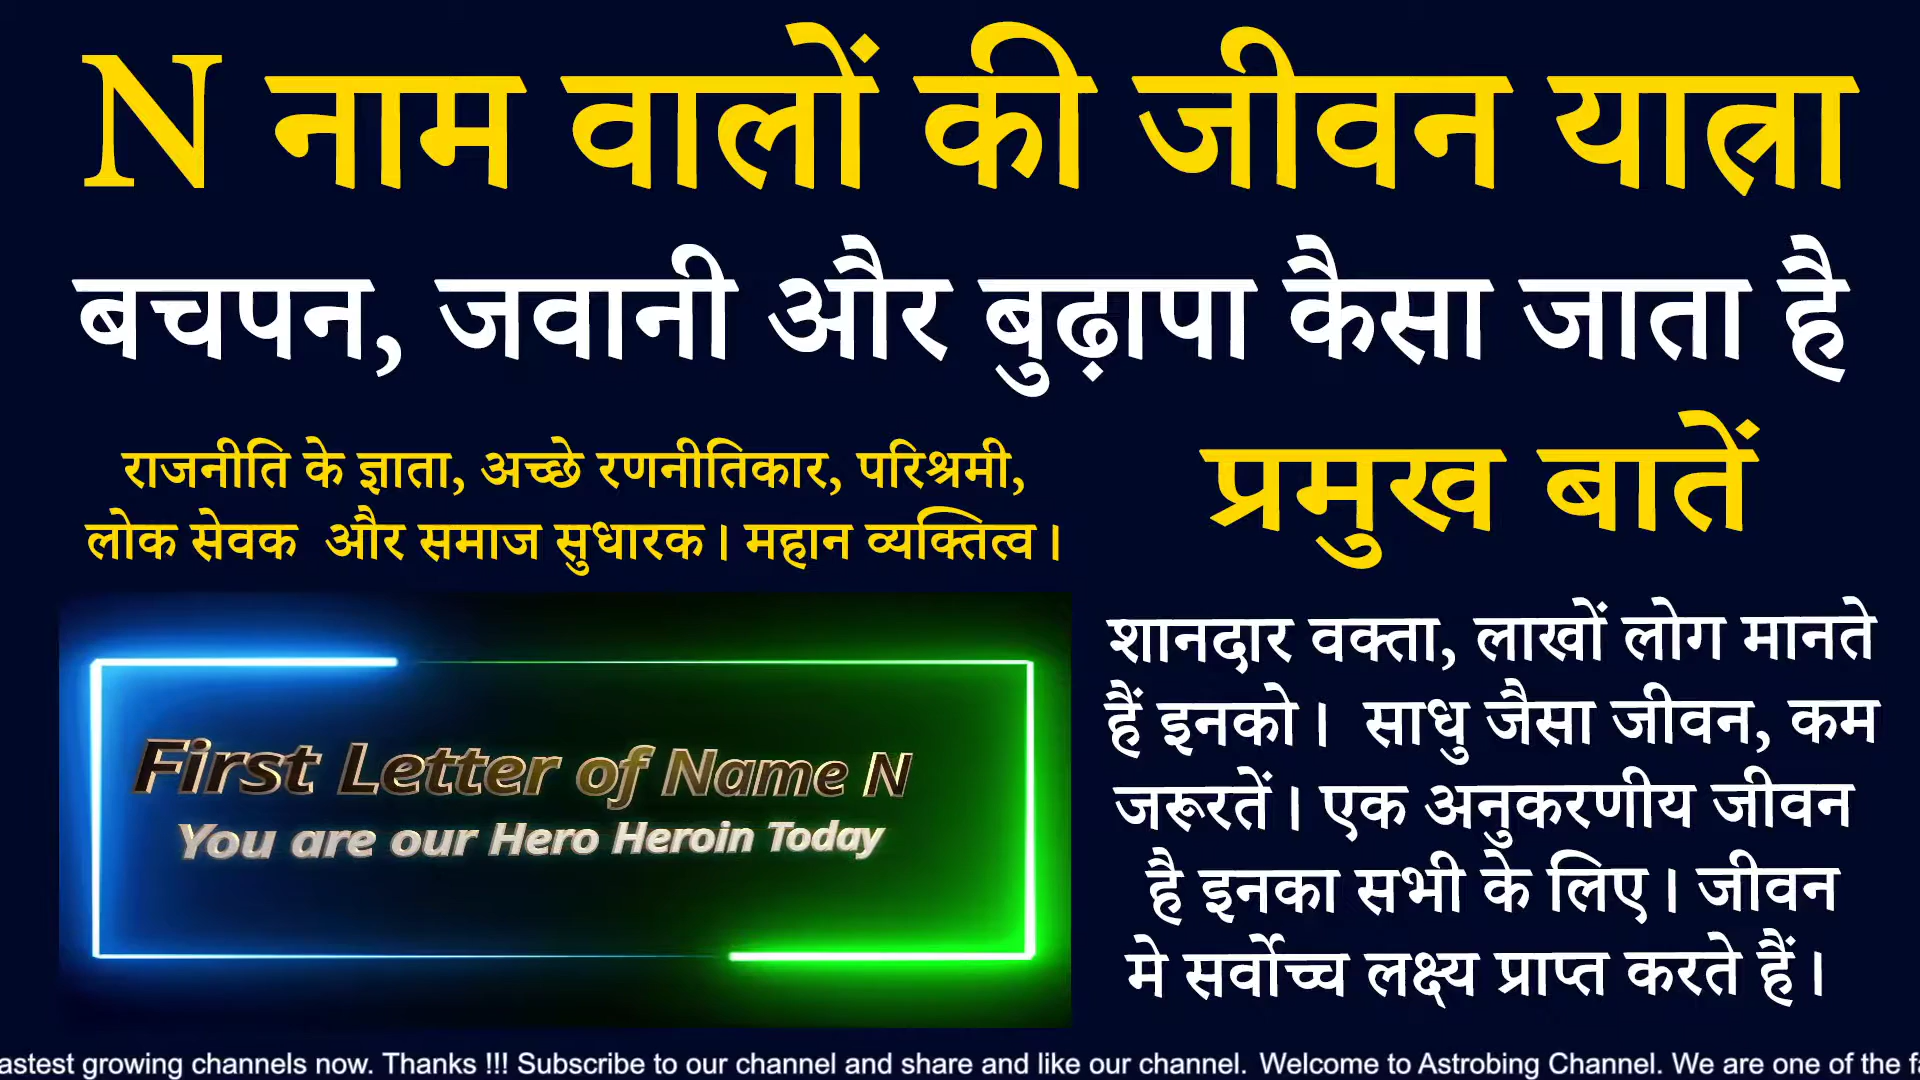 N नाम वालों की जीवन यात्रा
बचपन, जवानी और बुढ़ापा कैसा जाता है
राजनीति के ज्ञाता, अच्छे रणनीतिकार, परिश्रमी,
लोक सेवक और समाज सुधारक। महान व्यक्तित्व।
First Letter of Name N
You are our Hero Heroin Today
प्रमुख बातें
शानदार वक्ता, लाखों लोग मानते
हैं इनको। साधु जैसा जीवन, कम
जरूरतें। एक अनुकरणीय जीवन
है इनका सभी के लिए। जीवन
मे सर्वोच्च लक्ष्य प्राप्त करते हैं।
astest growing channels now. Thanks !!! Subscribe to our channel and share and like our channel. Welcome to Astrobing Channel. We are one of the fa